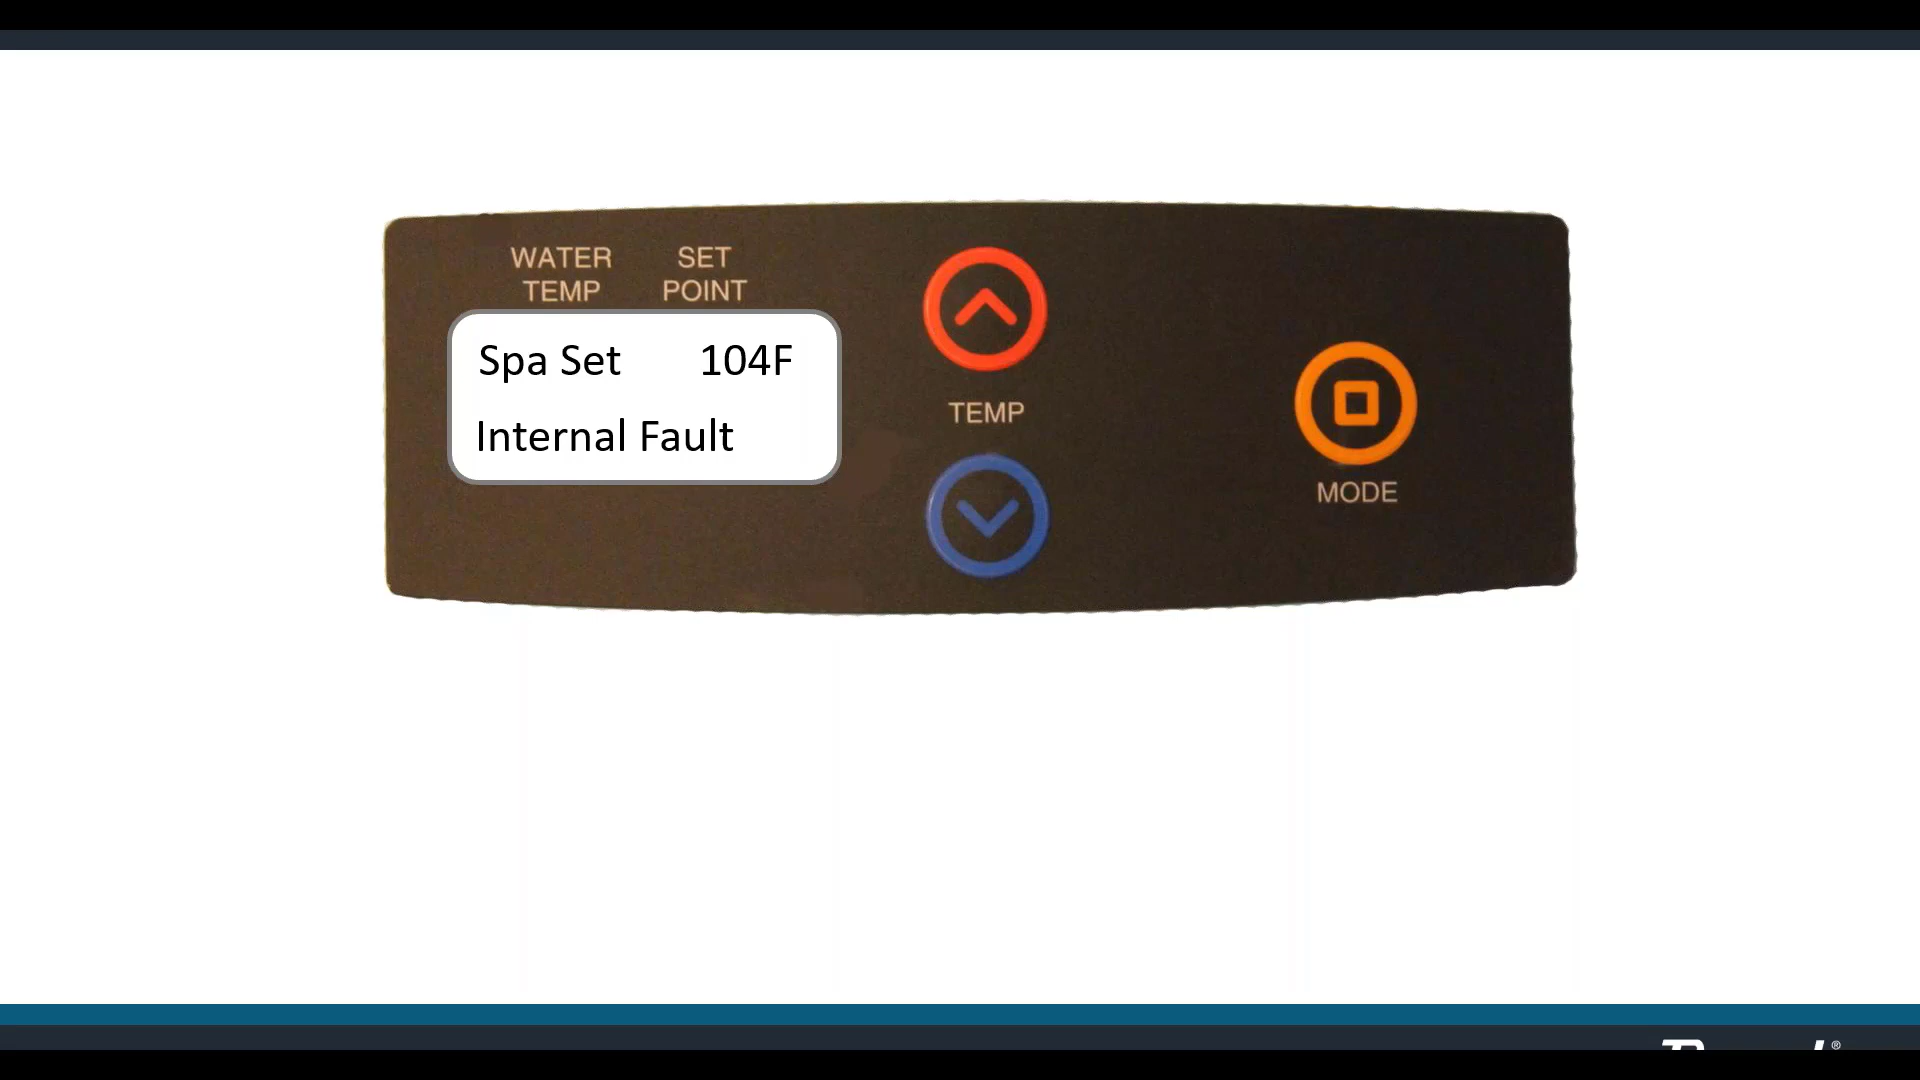 WATER TEMP
SET POINT
Spa Set 104F
Internal Fault
TEMP
MODE
®